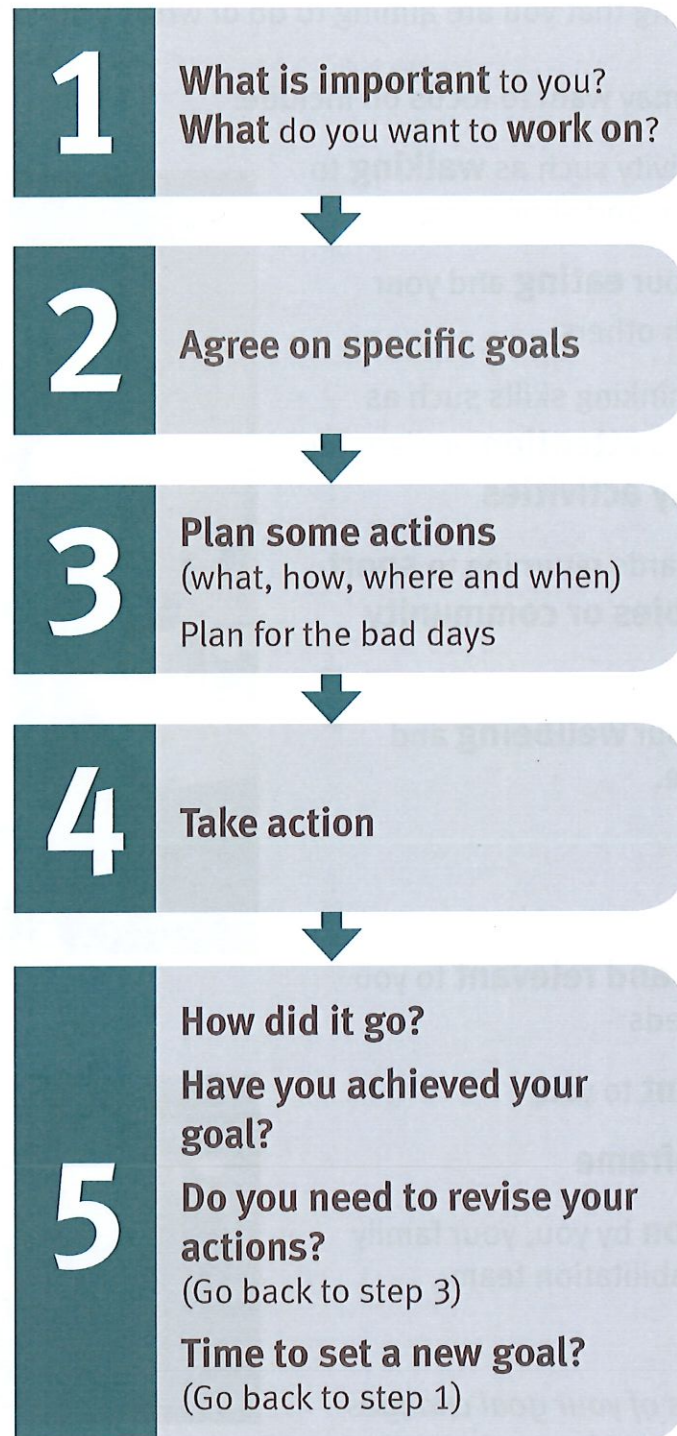 1
What is important to you?
What do you want to work on?
2
Agree on specific goals
3
Plan some actions
(what, how, where and when)
Plan for the bad days
4
Take action
5
How did it go?
Have you achieved your
goal?
Do you need to revise your
actions?
(Go back to step 3)
Time to set a new goal?
(Go back to step 1)